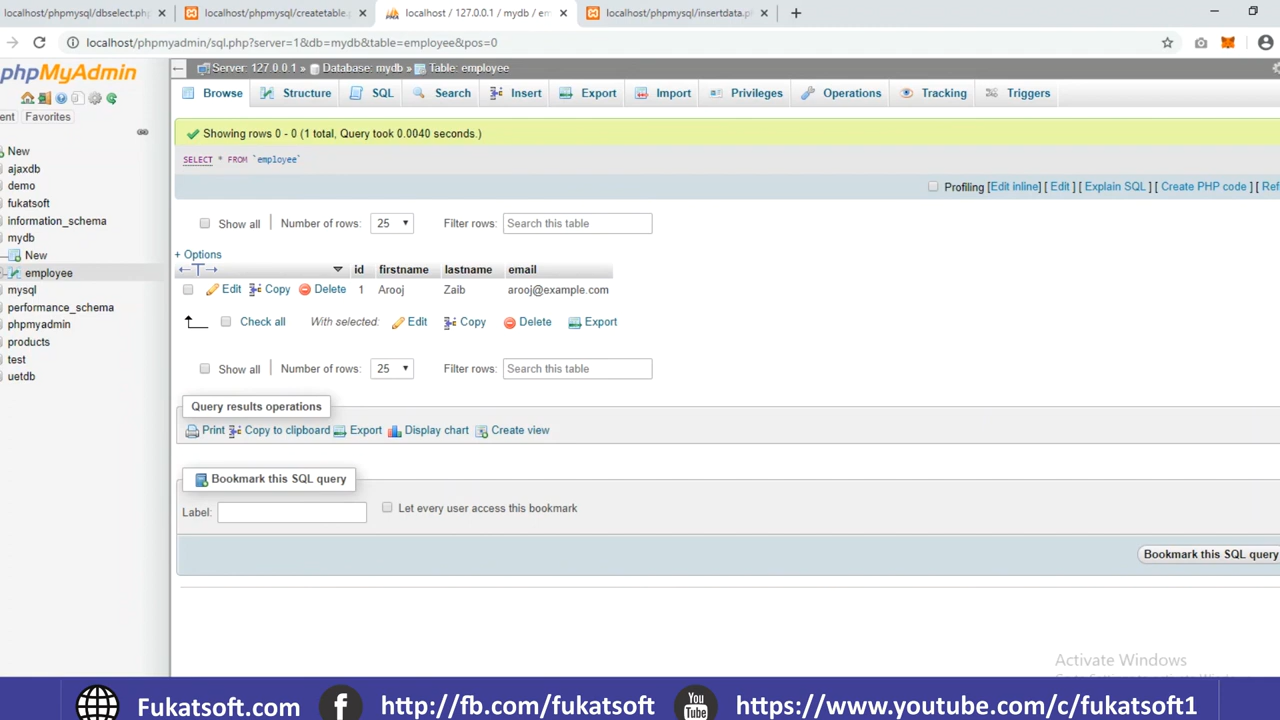 localhost/phpmysql/dbselect.php
localhost/phpmysql/createtable.
localhost / 127.0.0.1 / mydb / em
localhost/phpmysql/insertdata.p
localhost/phpmyadmin/sql.php?server=1&db=mydb&table=employee&pos=0
phpMyAdmin
ent Favorites
New
ajaxdb
demo
fukatsoft
information_schema
mydb
New
employee
mysql
performance_schema
phpmyadmin
products
test
uetdb
Server: 127.0.0.1 » Database: mydb » Table: employee
Browse Structure SQL Search Insert Export Import Privileges Operations Tracking Triggers
Showing rows 0 - 0 (1 total, Query took 0.0040 seconds.)
SELECT * FROM `employee`
Profiling [Edit inline] [ Edit ] [ Explain SQL ] [ Create PHP code ] [ Ref
Show all Number of rows: 25 Filter rows: Search this table
+ Options
id firstname lastname email
Edit Copy Delete 1 Arooj Zaib arooj@example.com
Check all With selected: Edit Copy Delete Export
Show all Number of rows: 25 Filter rows: Search this table
Query results operations
Print Copy to clipboard Export Display chart Create view
Bookmark this SQL query
Label: Let every user access this bookmark
Bookmark this SQL query
Activate Windows
Fukatsoft.com http://fb.com/fukatsoft You Tube https://www.youtube.com/c/fukatsoft1